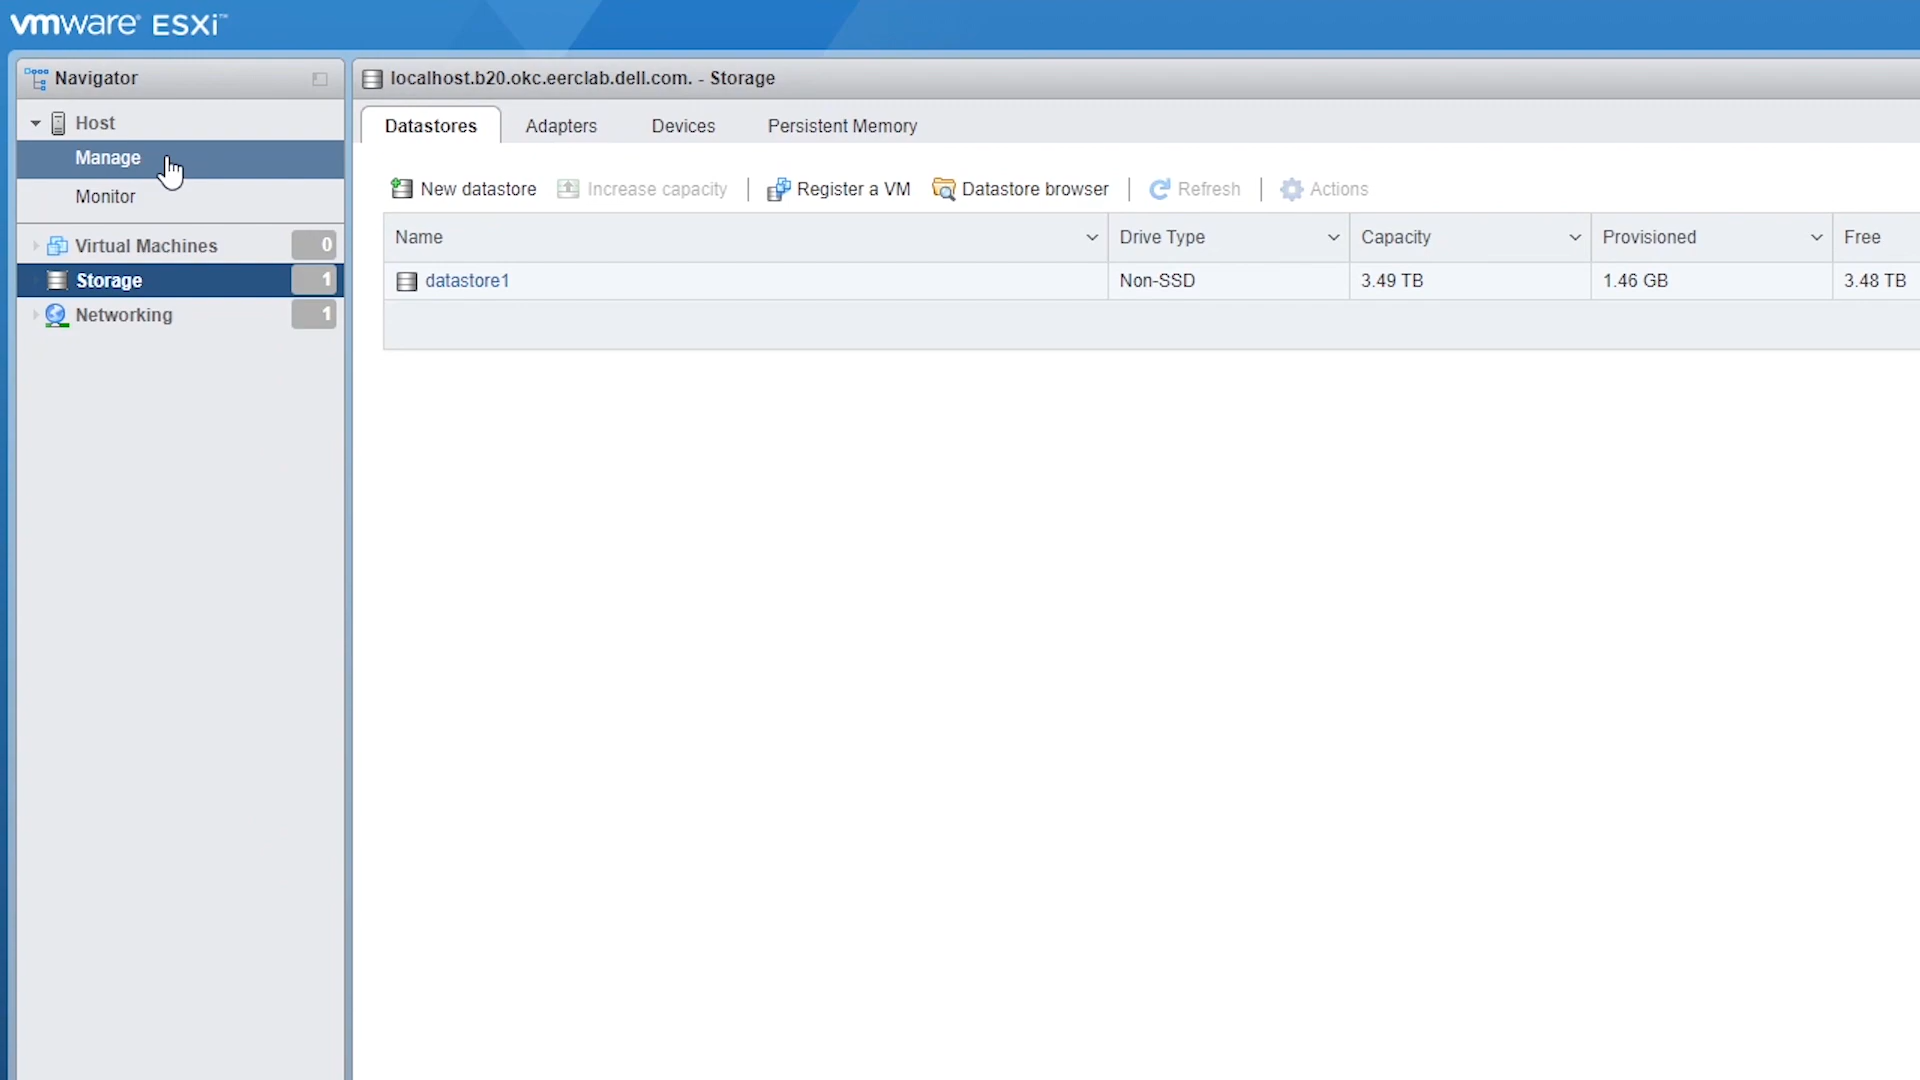 vmware® ESXi™
Navigator
localhost.b20.okc.eerclab.dell.com. - Storage
Host
Manage
Monitor
Virtual Machines 0
Storage 1
Networking 1
Datastores Adapters Devices Persistent Memory
New datastore Increase capacity | Register a VM Datastore browser | Refresh | Actions
Name Drive Type Capacity Provisioned Free
datastore1 Non-SSD 3.49 TB 1.46 GB 3.48 TB